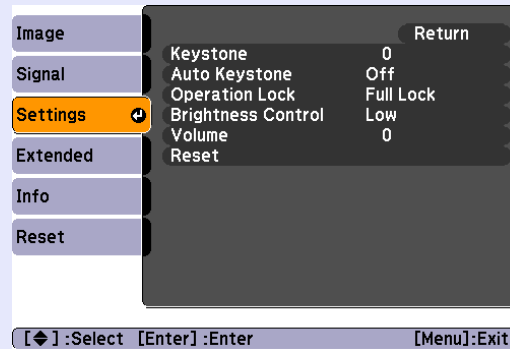 Image
Signal
Settings
Extended
Info
Reset
Return
Keystone 0
Auto Keystone Off
Operation Lock Full Lock
Brightness Control Low
Volume 0
Reset
[◆] :Select [Enter] :Enter [Menu]:Exit